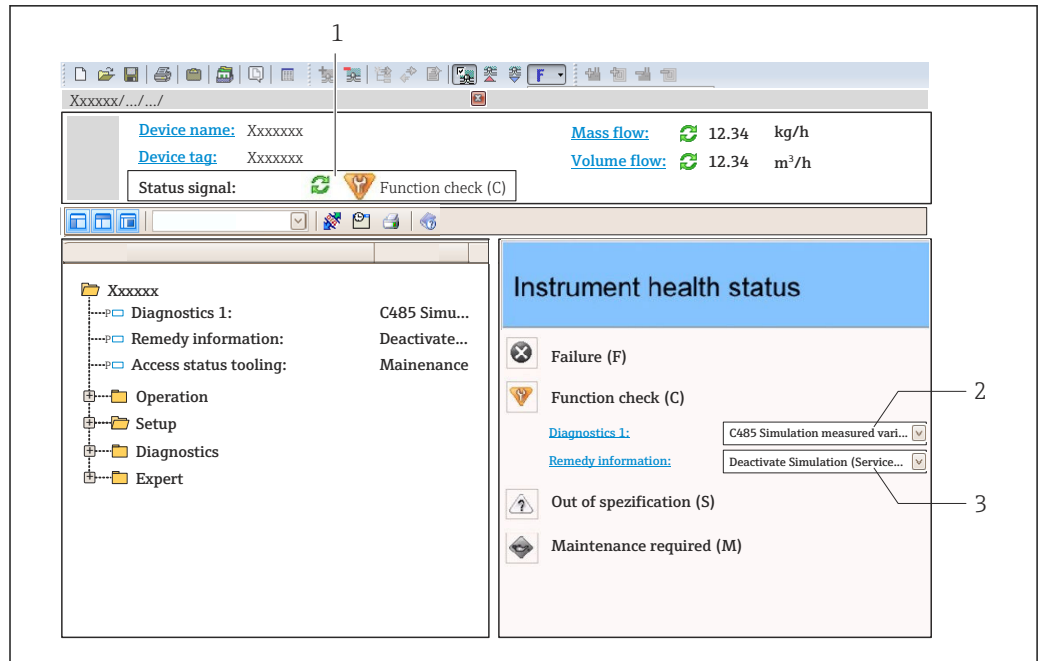 1
F
Xxxxxx/.../.../
Device name: Xxxxxxx
Mass flow: 12.34 kg/h
Device tag: Xxxxxxx
Volume flow: 12.34 m³/h
Status signal: Function check (C)
Xxxxxx
Diagnostics 1: C485 Simu...
Remedy information: Deactivate...
Access status tooling: Mainenance
Operation
Setup
Diagnostics
Expert
Instrument health status
Failure (F)
Function check (C)
2
Diagnostics 1: C485 Simulation measured vari...
Remedy information: Deactivate Simulation (Service...
Out of spezification (S)
3
Maintenance required (M)